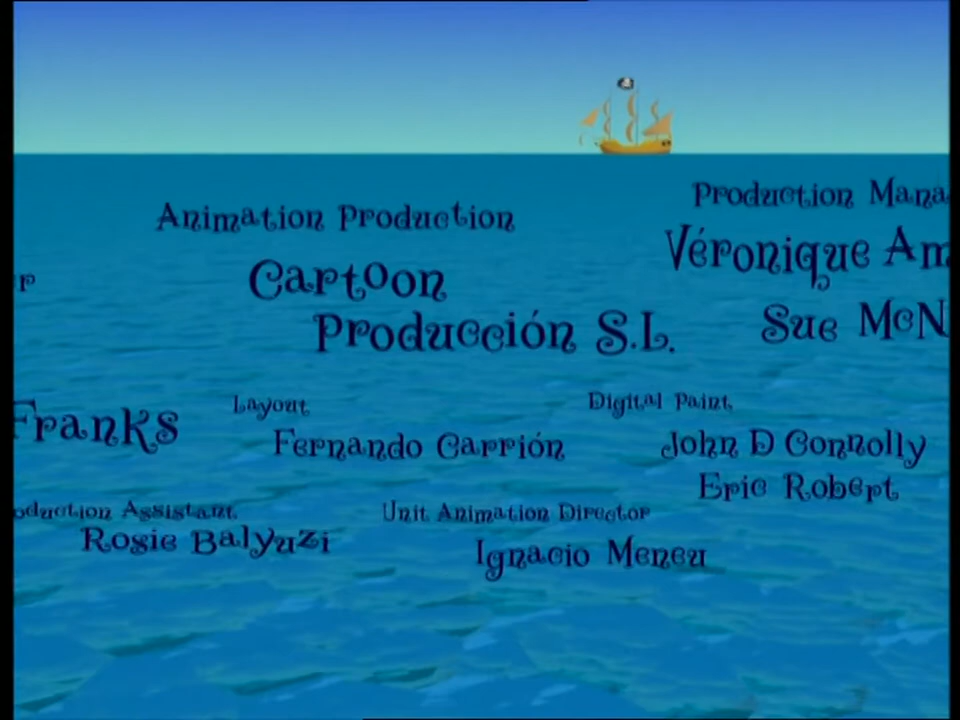 Animation Production
Cartoon
Producción S.L.
Production Mana
Véronique Am
Sue McN
r
Franks
Layout
Fernando Carrión
Digital Paint
John D Connolly
Eric Robert
oduction Assistant
Rosie Balyuzi
Unit Animation Director
Ignacio Meneu